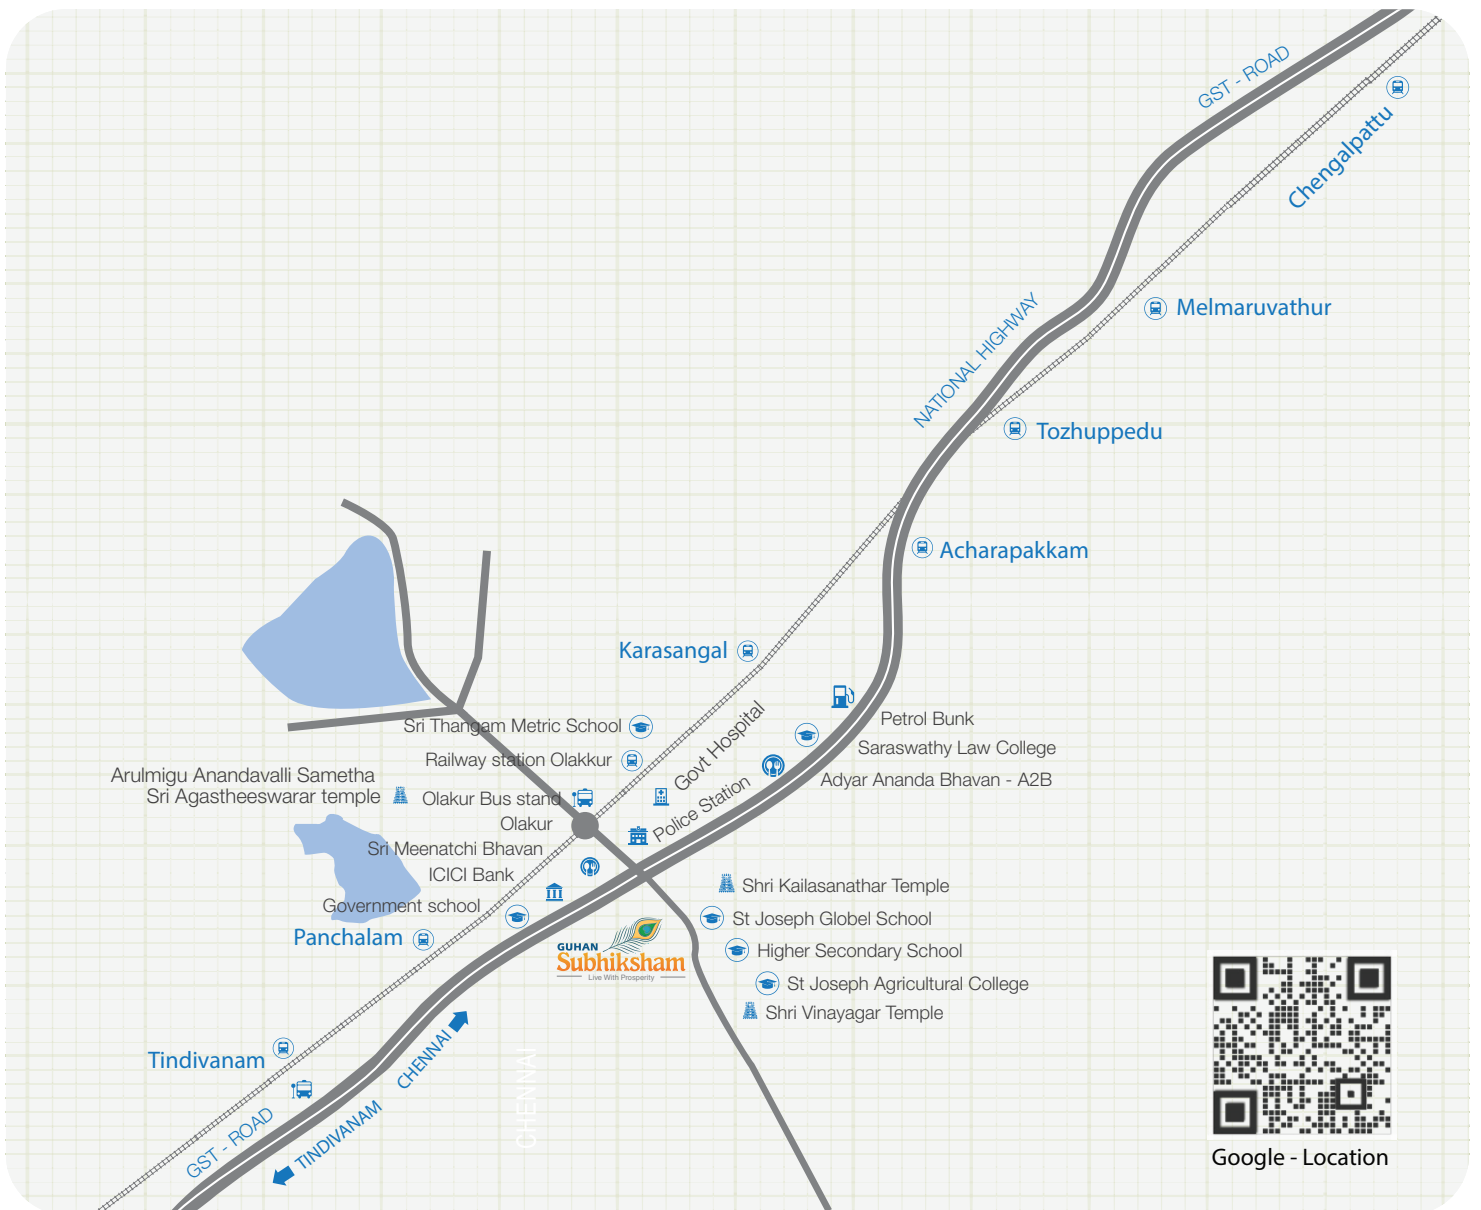 GST - ROAD
Chengalpattu
Melmaruvathur
NATIONAL HIGHWAY
Tozhuppedu
Acharapakkam
Karasangal
Petrol Bunk
Saraswathy Law College
Adyar Ananda Bhavan - A2B
Govt Hospital
Police Station
Sri Thangam Metric School
Railway station Olakkur
Arulmigu Anandavalli Sametha
Sri Agastheeswarar temple
Olakur Bus stand
Olakur
Sri Meenatchi Bhavan
ICICI Bank
Government school
Panchalam
Shri Kailasanathar Temple
St Joseph Globel School
Higher Secondary School
St Joseph Agricultural College
Shri Vinayagar Temple
GUHAN
Subhiksham
Live With Prosperity
Tindivanam
CHENNAI
CHENNAI
TINDIVANAM
GST - ROAD
Google - Location